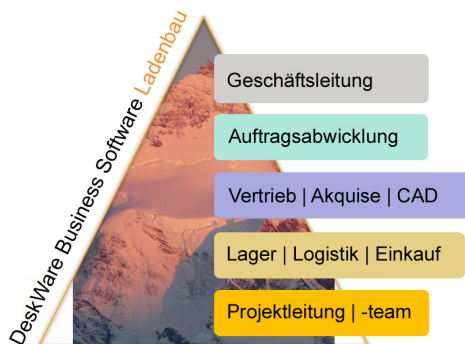 DeskWare Business Software Ladenbau
Geschäftsleitung
Auftragsabwicklung
Vertrieb | Akquise | CAD
Lager | Logistik | Einkauf
Projektleitung | -team